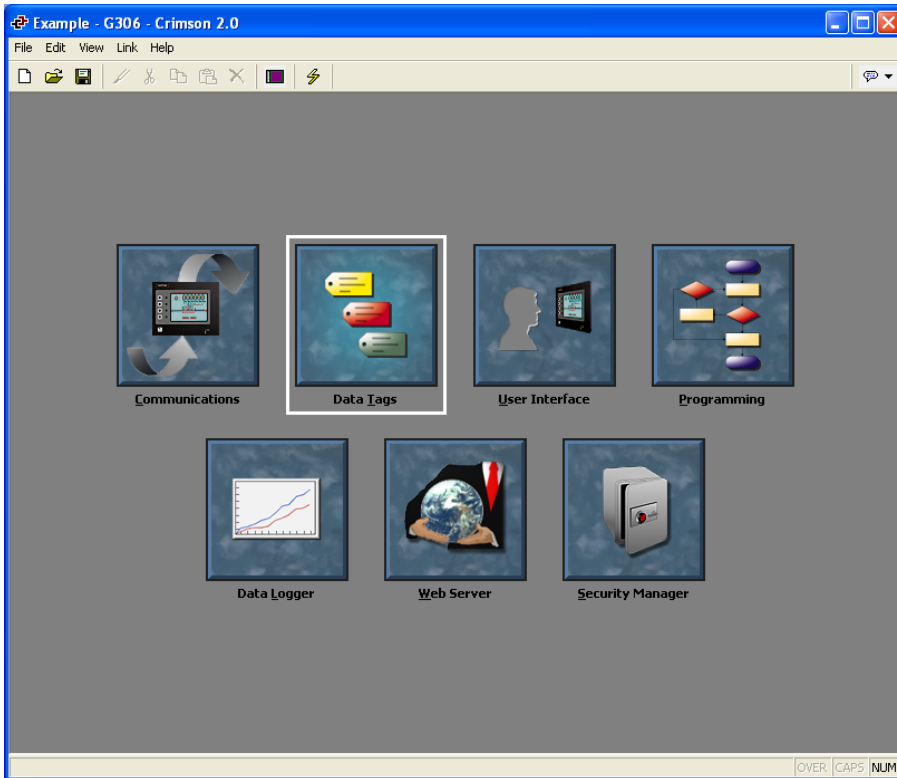 Example - G306 - Crimson 2.0
File Edit View Link Help
Communications Data Tags User Interface Programming
Data Logger Web Server Security Manager
OVER CAPS NUM